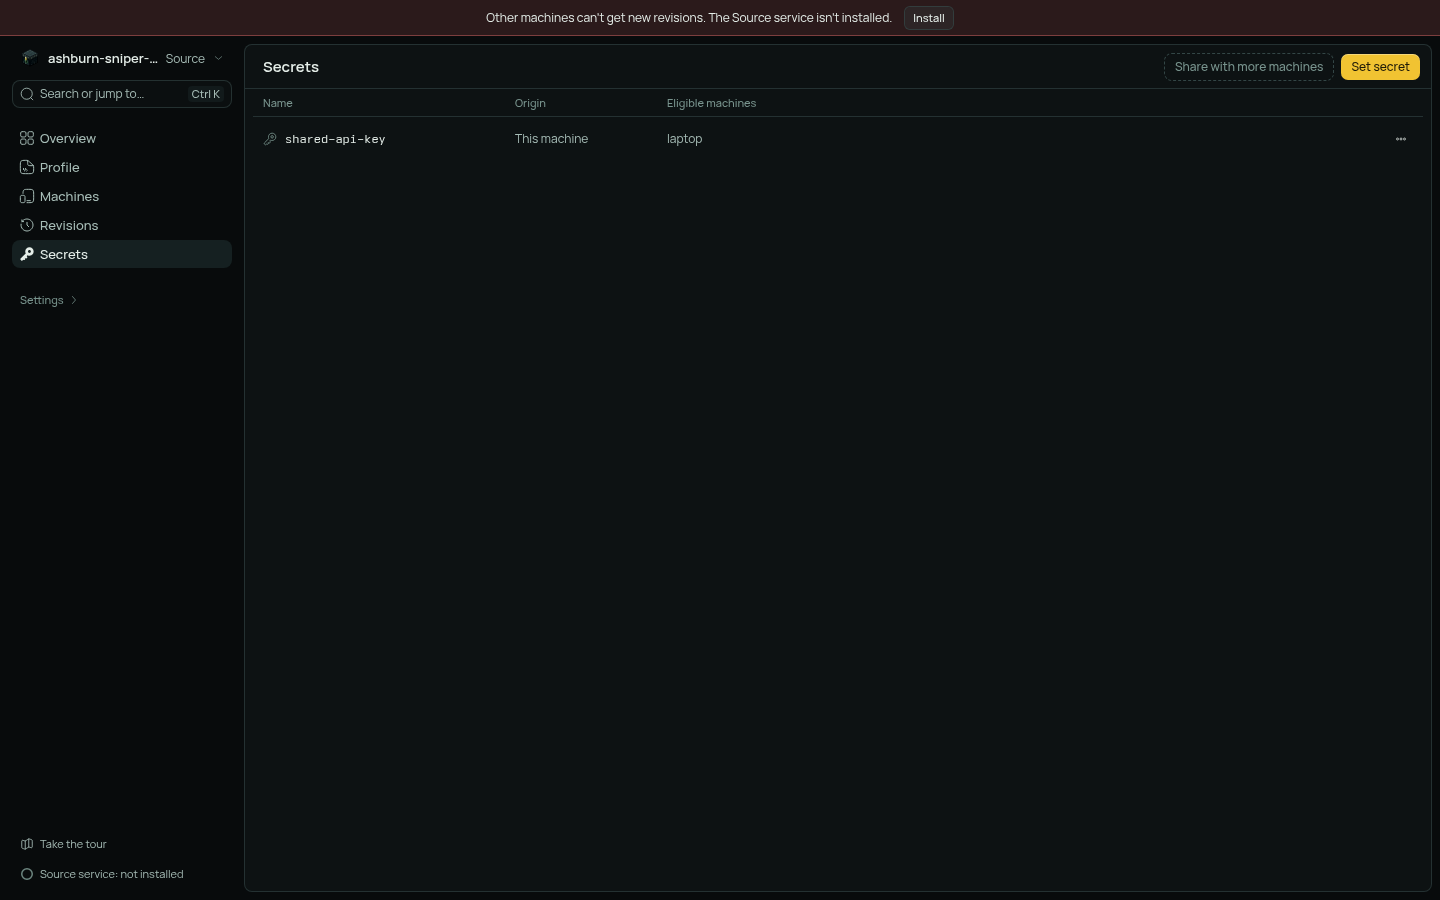 Other machines can't get new revisions. The Source service isn't installed. Install
ashburn-sniper-... Source
Search or jump to... Ctrl K
Overview
Profile
Machines
Revisions
Secrets
Settings
Take the tour
Source service: not installed
Secrets
Share with more machines Set secret
Name Origin Eligible machines
shared-api-key This machine laptop